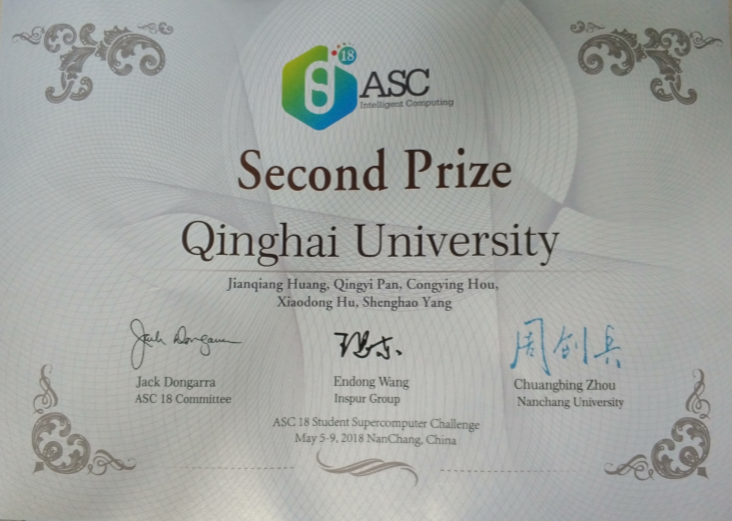 18
ASC
Intelligent Computing
Second Prize
Qinghai University
Jianqiang Huang, Qingyi Pan, Congying Hou,
Xiaodong Hu, Shenghao Yang
Jack Dongarra
周创兵
Jack Dongarra
Endong Wang
Chuangbing Zhou
ASC 18 Committee
Inspur Group
Nanchang University
ASC 18 Student Supercomputer Challenge
May 5-9, 2018 NanChang, China